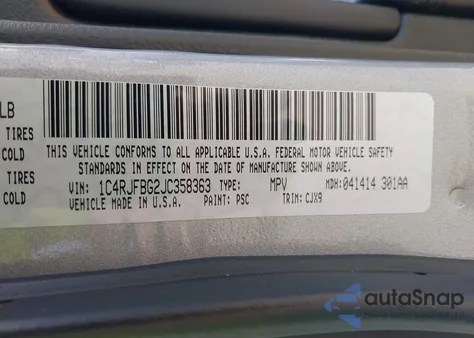 LB
TIRES
COLD
TIRES
COLD
THIS VEHICLE CONFORMS TO ALL APPLICABLE U.S.A. FEDERAL MOTOR VEHICLE SAFETY
STANDARDS IN EFFECT ON THE DATE OF MANUFACTURE SHOWN ABOVE.
VIN: 1C4RJFBG2JC358363 TYPE: MPV MDH: 041414 301AA
VEHICLE MADE IN U.S.A. PAINT: PSC TRIM: CJX9
autoSnap
POWERED BY